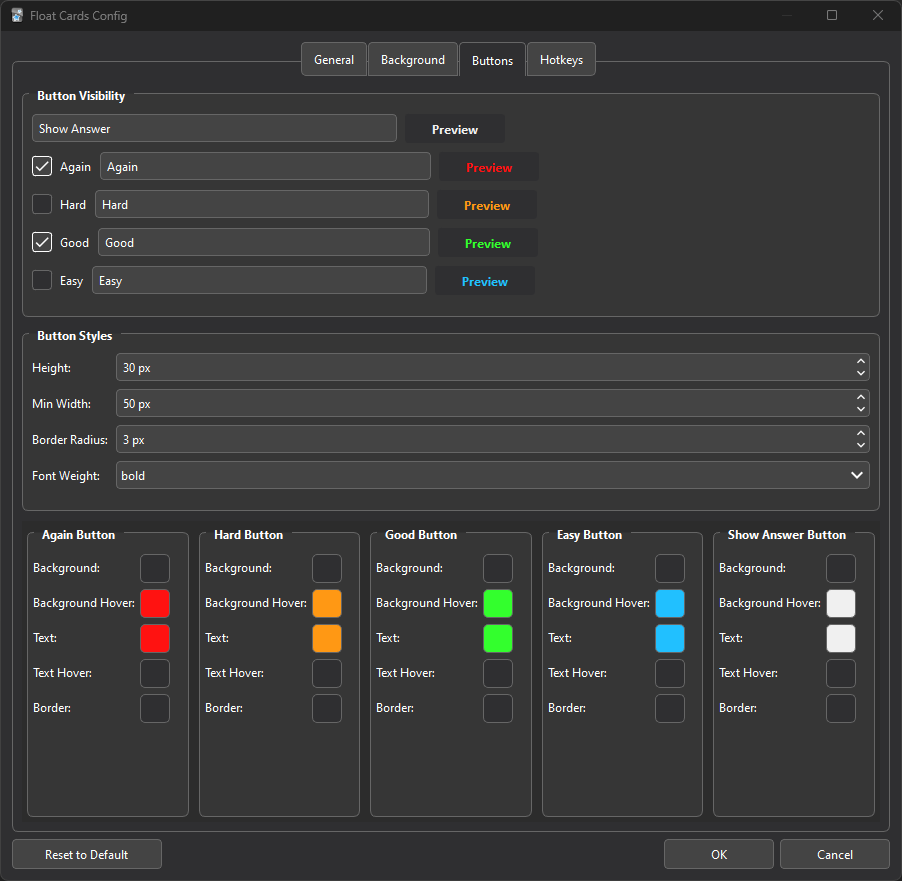 Float Cards Config
General Background Buttons Hotkeys
Button Visibility
Show Answer Preview
Again Again Preview
Hard Hard Preview
Good Good Preview
Easy Easy Preview
Button Styles
Height: 30 px
Min Width: 50 px
Border Radius: 3 px
Font Weight: bold
Again Button Hard Button Good Button Easy Button Show Answer Button
Background: Background: Background: Background: Background:
Background Hover: Background Hover: Background Hover: Background Hover: Background Hover:
Text: Text: Text: Text: Text:
Text Hover: Text Hover: Text Hover: Text Hover: Text Hover:
Border: Border: Border: Border: Border:
Reset to Default OK Cancel